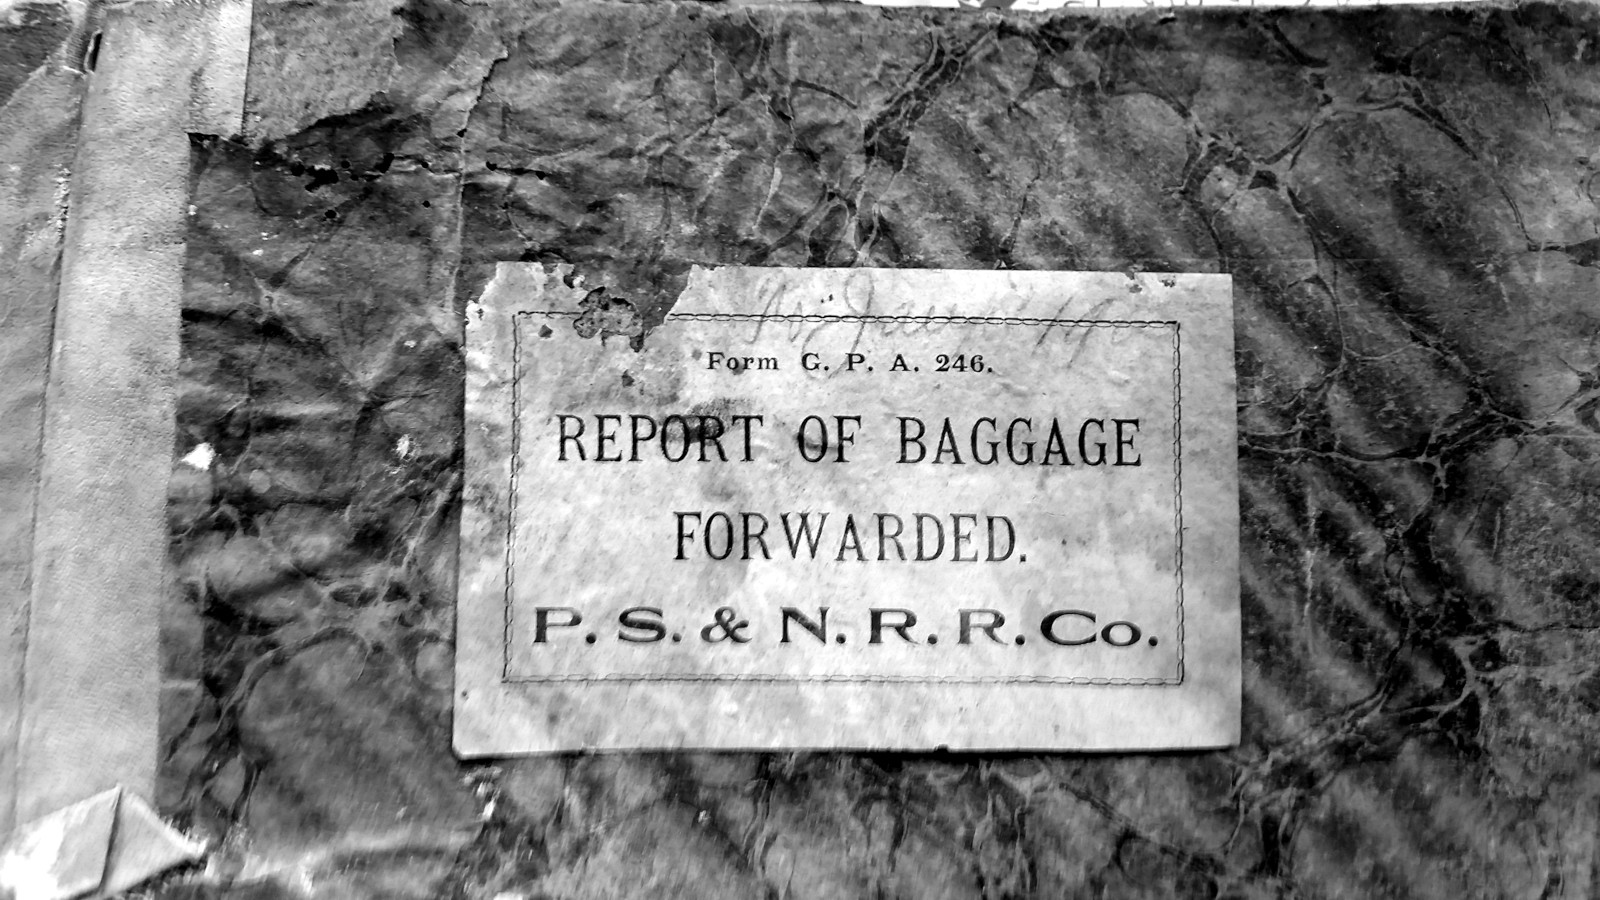 Form G. P. A. 246.
REPORT OF BAGGAGE
FORWARDED.
P. S. & N. R. R. Co.